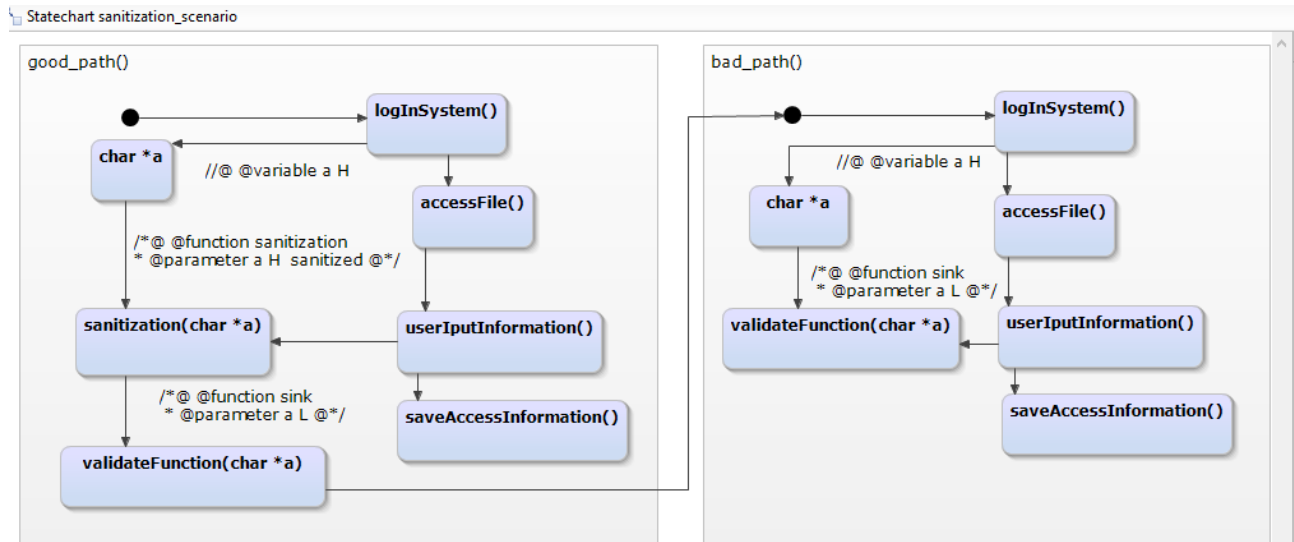 Statechart sanitization_scenario
good_path()
logInSystem()
char *a
//@ @variable a H
accessFile()
/*@ @function sanitization
* @parameter a H  sanitized @*/
sanitization(char *a)
userIputInformation()
/*@ @function sink
* @parameter a L @*/
saveAccessInformation()
validateFunction(char *a)
bad_path()
logInSystem()
//@ @variable a H
char *a
accessFile()
/*@ @function sink
* @parameter a L @*/
validateFunction(char *a)
userIputInformation()
saveAccessInformation()